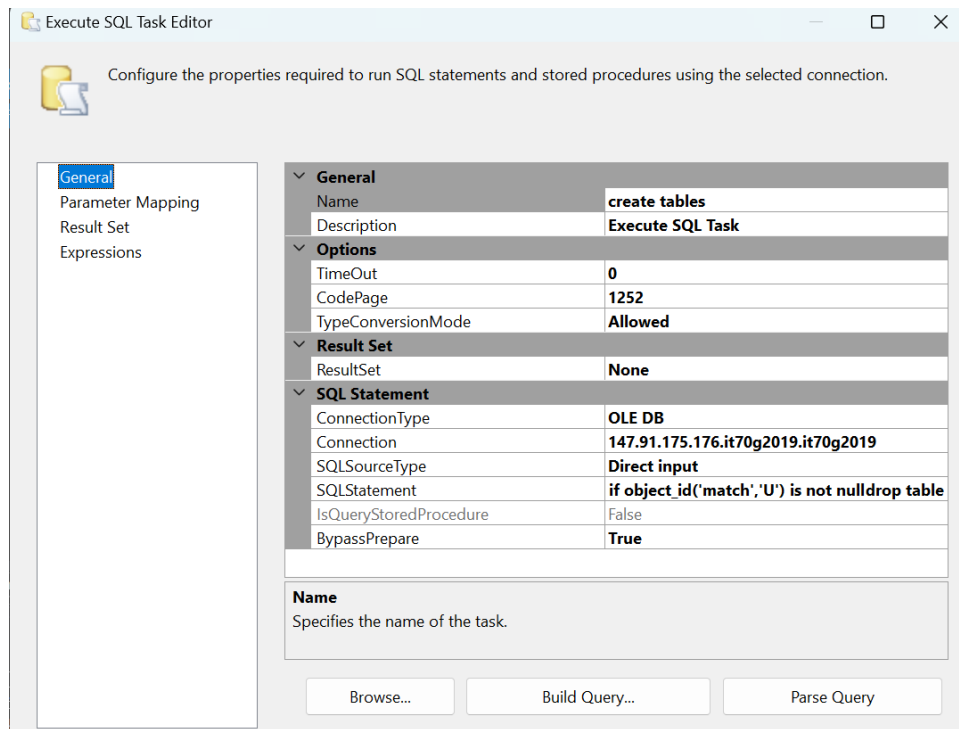 Execute SQL Task Editor
Configure the properties required to run SQL statements and stored procedures using the selected connection.
General
Parameter Mapping
Result Set
Expressions
General
Name create tables
Description Execute SQL Task
Options
TimeOut 0
CodePage 1252
TypeConversionMode Allowed
Result Set
ResultSet None
SQL Statement
ConnectionType OLE DB
Connection 147.91.175.176.it70g2019.it70g2019
SQLSourceType Direct input
SQLStatement if object_id('match','U') is not nulldrop table
IsQueryStoredProcedure False
BypassPrepare True
Name
Specifies the name of the task.
Browse... Build Query... Parse Query